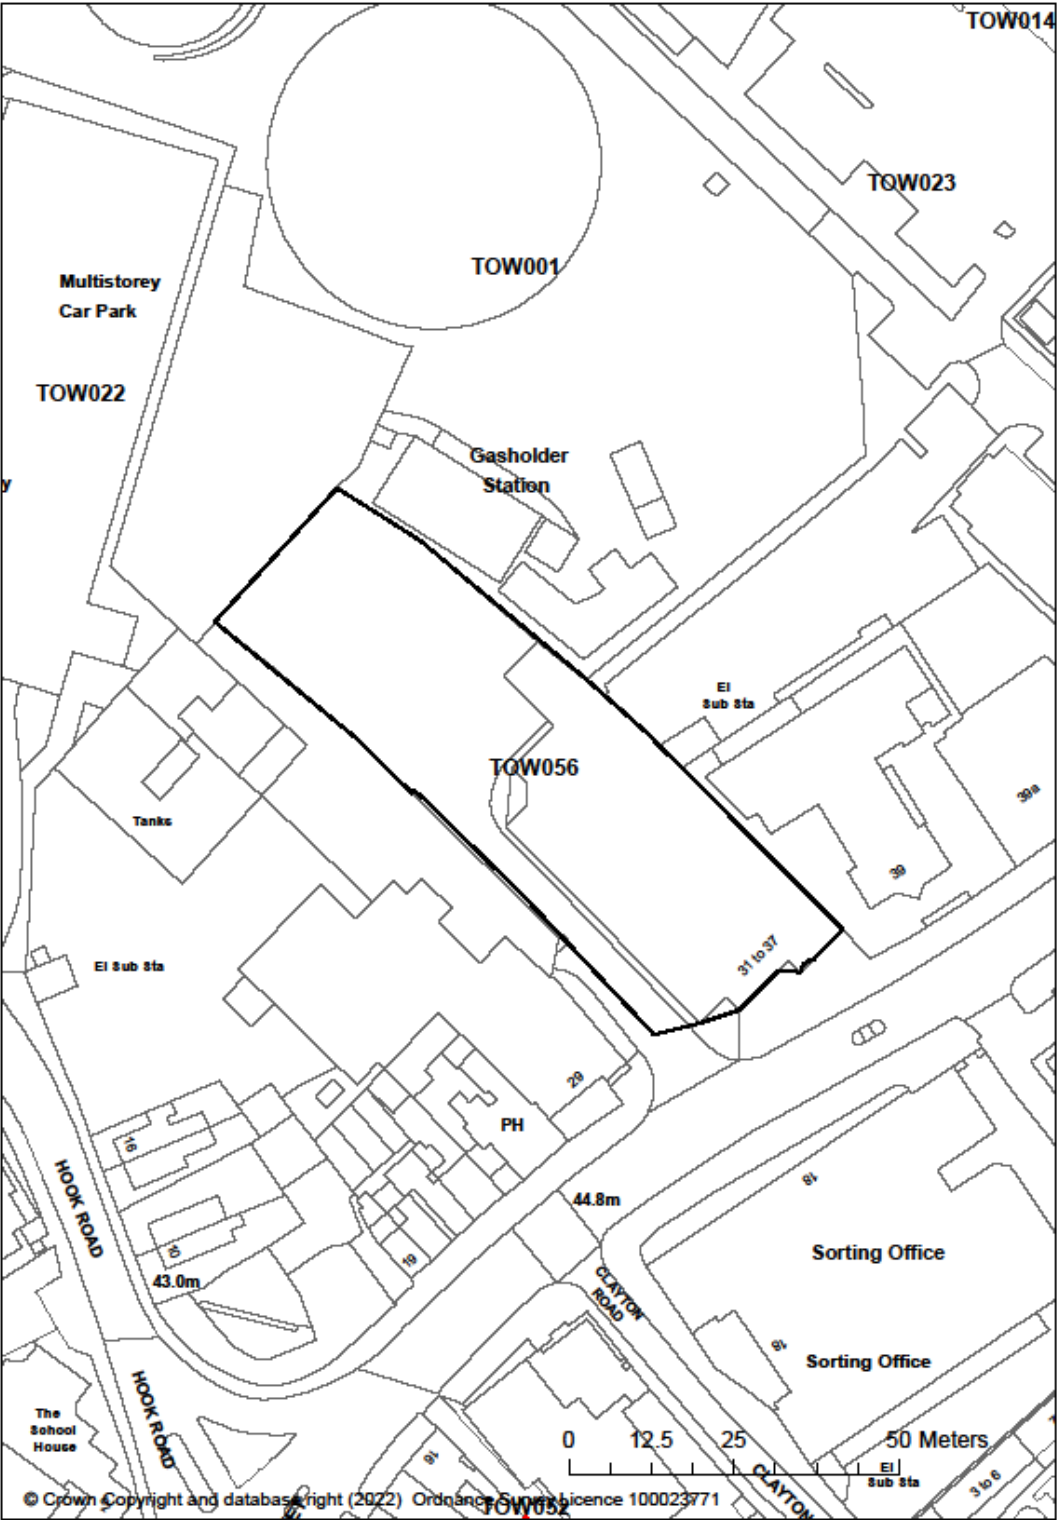 TOW014
TOW023
TOW001
Multistorey
Car Park
TOW022
Gasholder
Station
y
El
Sub Sta
TOW056
39a
Tanks
39
31 to 37
El Sub Sta
29
PH
16
18
HOOK ROAD
44.8m
10
19
Sorting Office
43.0m
CLAYTON
ROAD
18
Sorting Office
HOOK ROAD
The
School
House
0 12.5 25 50 Meters
16
El
Sub Sta
3 to 6
CLAYTON
© Crown Copyright and database right (2022) Ordnance Survey Licence 100023771
TOW052